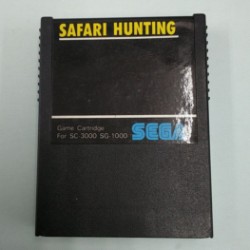 SAFARI HUNTING
Game Cartridge
For SC-3000 SG-1000
SEGA